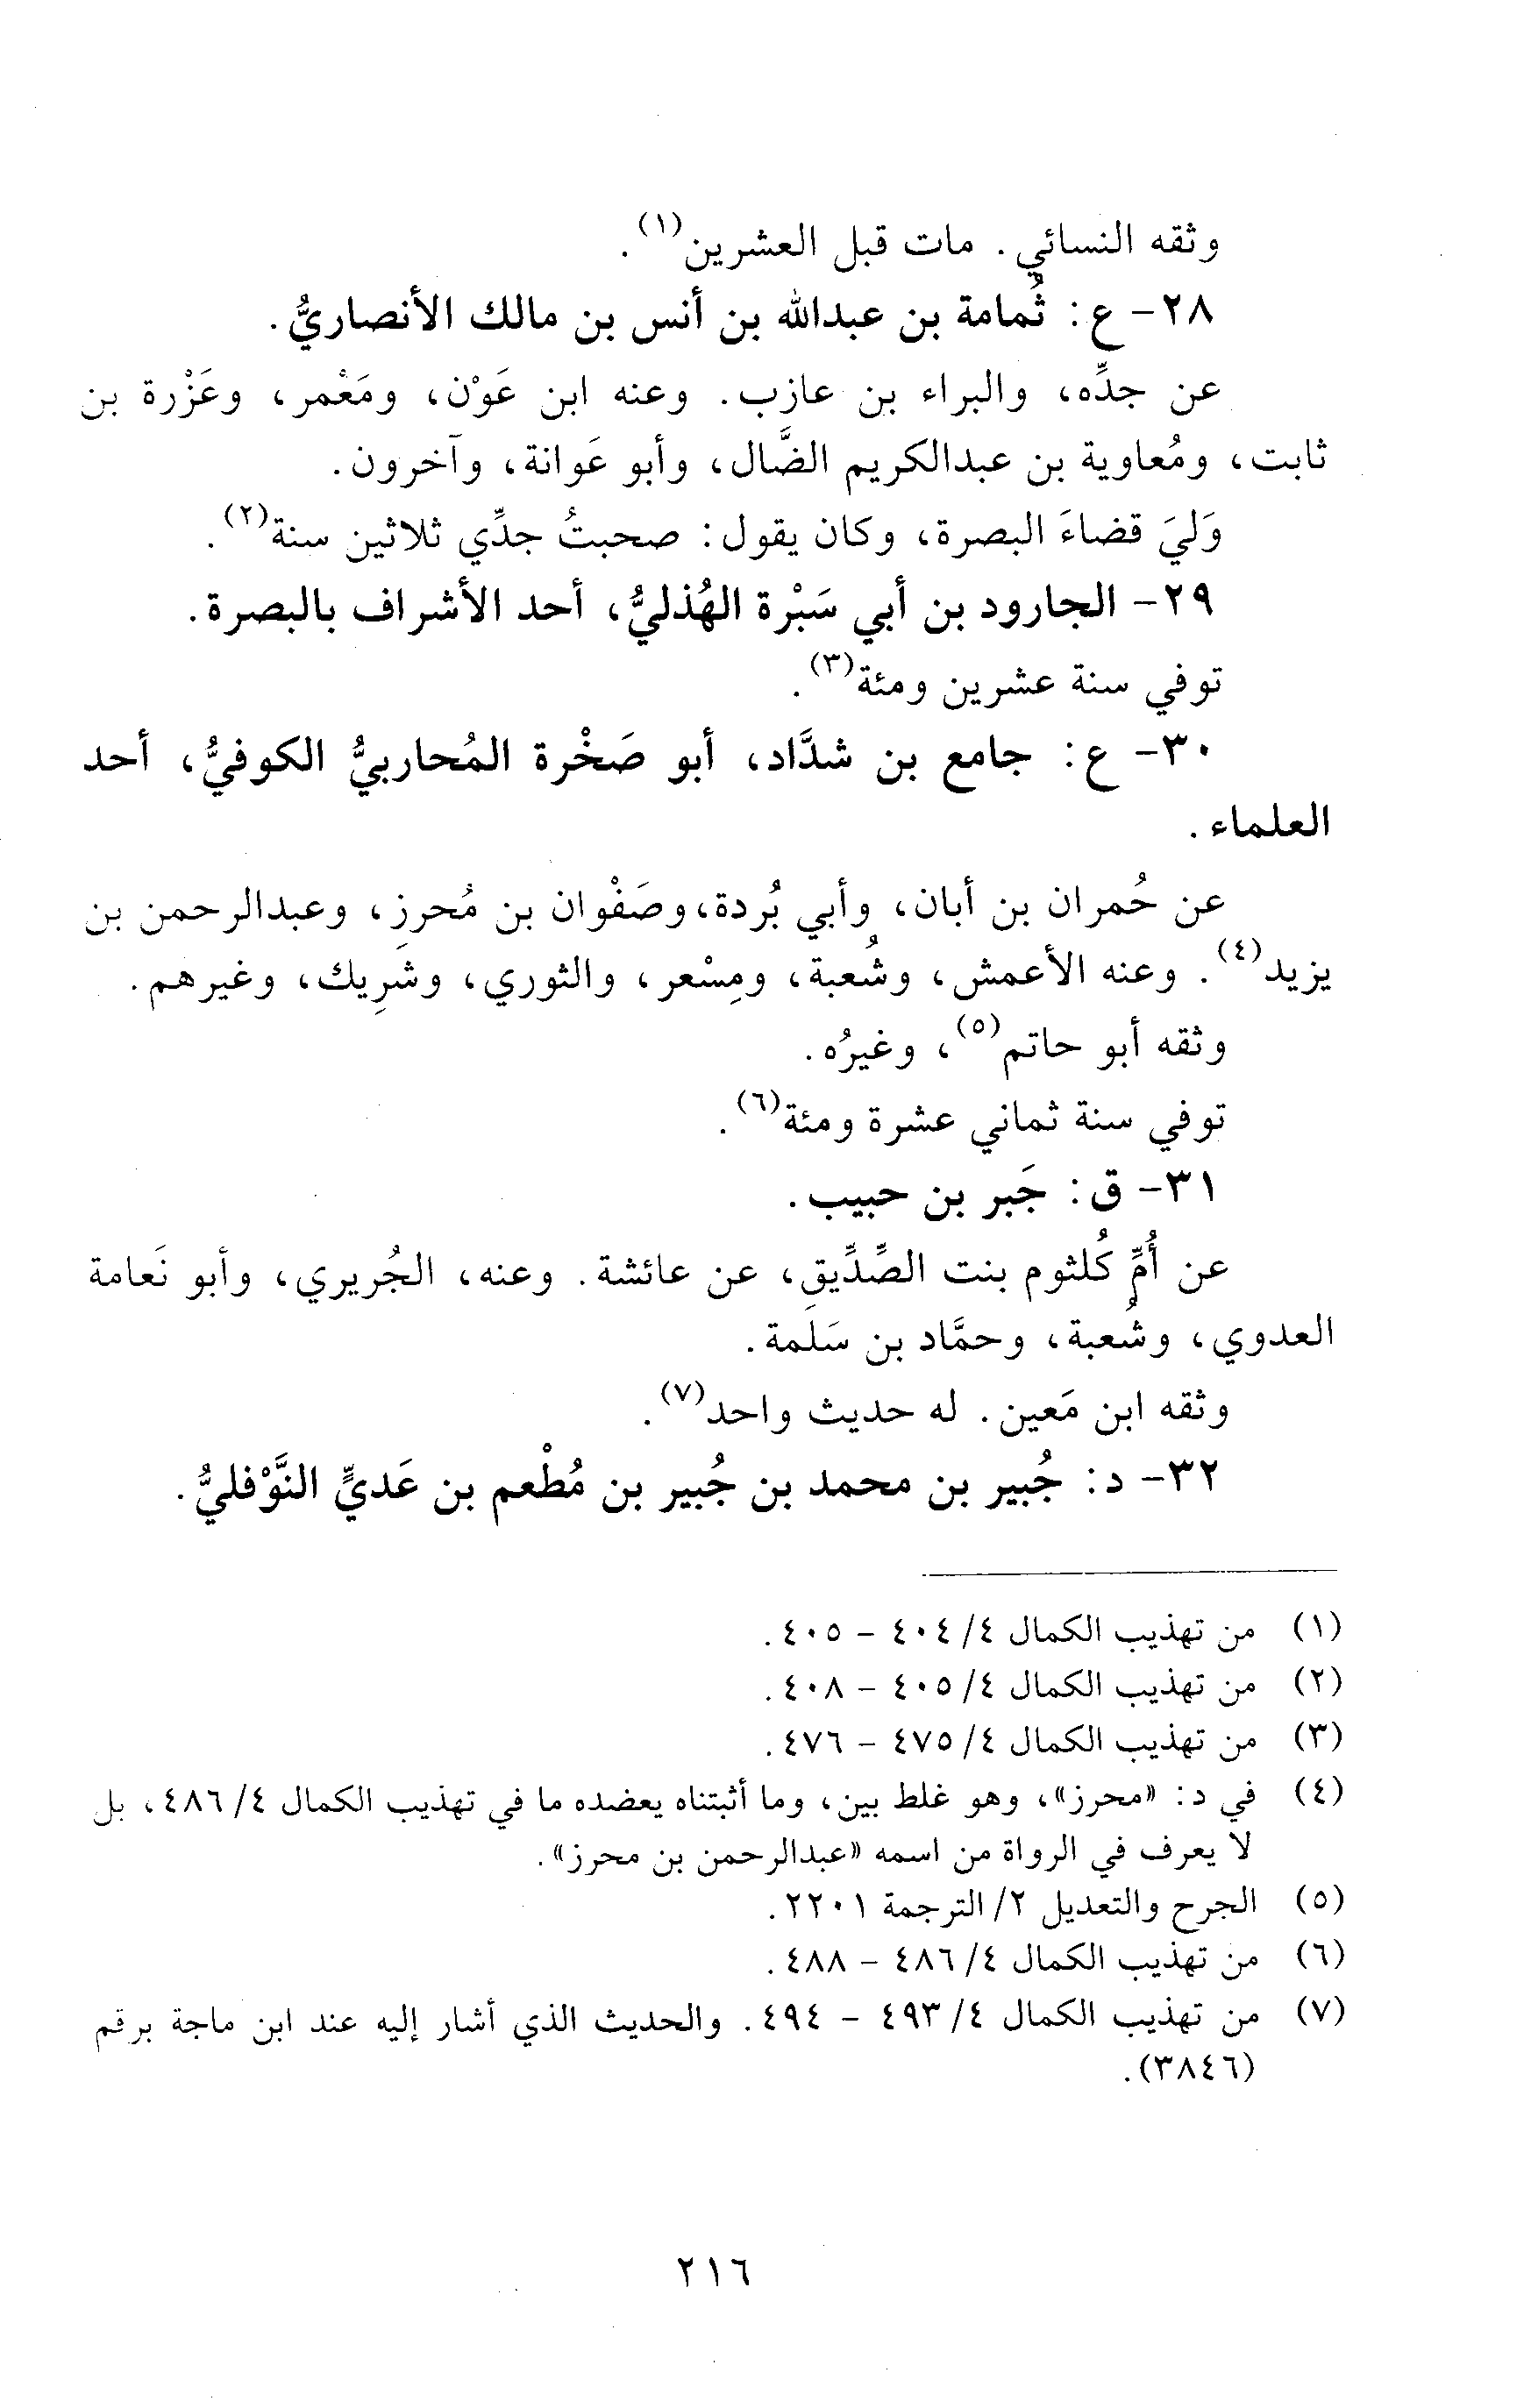 وثقه النسائي. مات قبل العشرين(١).
٢٨- ع: ثُمامة بن عبدالله بن أنس بن مالك الأنصاريُّ.
عن جدِّه، والبراء بن عازب. وعنه ابن عَوْن، ومَعْمر، وعَزْرة بن
ثابت، ومُعاوية بن عبدالكريم الضَّال، وأبو عَوانة، وآخرون.
وَليَ قضاءَ البصرة، وكان يقول: صحبتُ جدِّي ثلاثين سنة(٢).
٢٩- الجارود بن أبي سَبْرة الهُذليُّ، أحد الأشراف بالبصرة.
توفي سنة عشرين ومئة(٣).
٣٠- ع: جامع بن شدَّاد، أبو صَخْرة المُحاربيُّ الكوفيُّ، أحد
العلماء.
عن حُمران بن أبان، وأبي بُردة، وصَفْوان بن مُحرِز، وعبدالرحمن بن
يزيد(٤). وعنه الأعمش، وشُعبة، ومِسْعر، والثوري، وشَرِيك، وغيرهم.
وثقه أبو حاتم(٥)، وغيرُه.
توفي سنة ثماني عشرة ومئة(٦).
٣١- ق: جَبر بن حبيب.
عن أُمِّ كُلثوم بنت الصِّدِّيق، عن عائشة. وعنه، الجُريري، وأبو نَعامة
العدوي، وشُعبة، وحمَّاد بن سَلَمة.
وثقه ابن مَعين. له حديث واحد(٧).
٣٢- د: جُبير بن محمد بن جُبير بن مُطْعم بن عَديٍّ النَّوْفليُّ.
(١) من تهذيب الكمال ٤/ ٤٠٤ - ٤٠٥.
(٢) من تهذيب الكمال ٤/ ٤٠٥ - ٤٠٨.
(٣) من تهذيب الكمال ٤/ ٤٧٥ - ٤٧٦.
(٤) في د: «محرز»، وهو غلط بين، وما أثبتناه يعضده ما في تهذيب الكمال ٤/ ٤٨٦، بل
لا يعرف في الرواة من اسمه «عبدالرحمن بن محرز».
(٥) الجرح والتعديل ٢/ الترجمة ٢٢٠١.
(٦) من تهذيب الكمال ٤/ ٤٨٦ - ٤٨٨.
(٧) من تهذيب الكمال ٤/ ٤٩٣ - ٤٩٤. والحديث الذي أشار إليه عند ابن ماجة برقم
(٣٨٤٦).
٢١٦